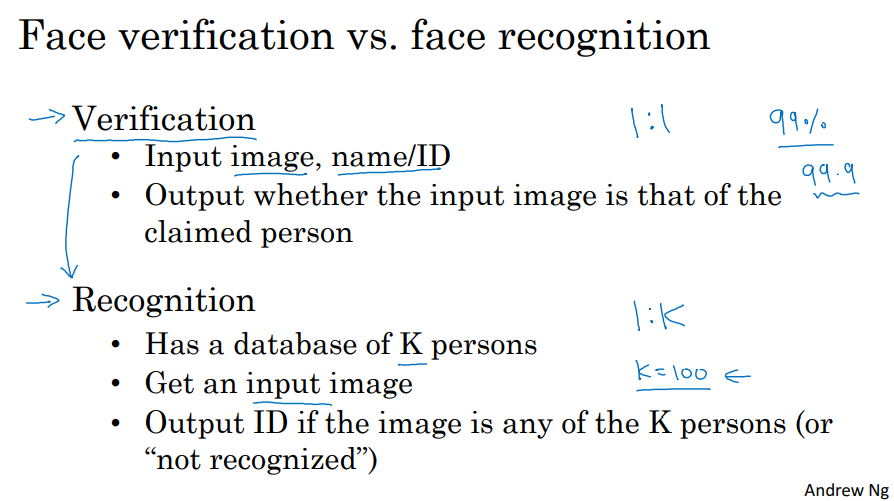 Face verification vs. face recognition
→ Verification
1:1
99%
• Input image, name/ID
99.9
• Output whether the input image is that of the
claimed person
→ Recognition
1:K
• Has a database of K persons
K=100 ←
• Get an input image
• Output ID if the image is any of the K persons (or
“not recognized”)
Andrew Ng